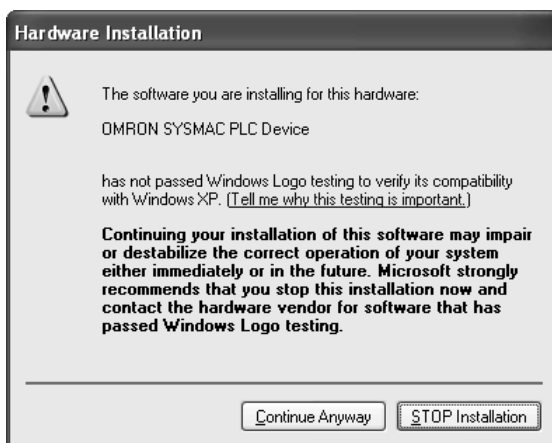 Hardware Installation
The software you are installing for this hardware:
OMRON SYSMAC PLC Device
has not passed Windows Logo testing to verify its compatibility
with Windows XP. (Tell me why this testing is important.)
Continuing your installation of this software may impair
or destabilize the correct operation of your system
either immediately or in the future. Microsoft strongly
recommends that you stop this installation now and
contact the hardware vendor for software that has
passed Windows Logo testing.
Continue Anyway
STOP Installation